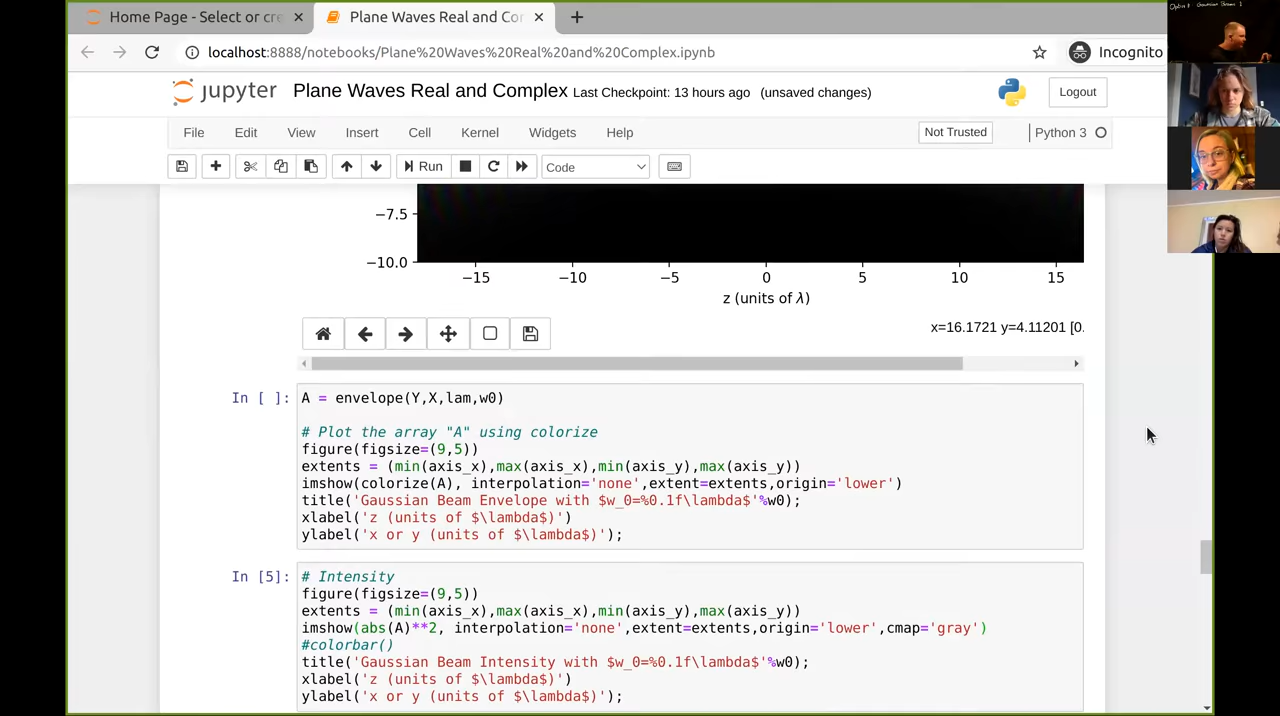 Home Page - Select or cre
Plane Waves Real and Cor
localhost:8888/notebooks/Plane%20Waves%20Real%20and%20Complex.ipynb
Incognito
jupyter Plane Waves Real and Complex Last Checkpoint: 13 hours ago (unsaved changes)
Logout
File Edit View Insert Cell Kernel Widgets Help
Not Trusted
Python 3
Run
Code
−7.5
−10.0
−15 −10 −5 0 5 10 15
z (units of λ)
x=16.1721 y=4.11201 [0.
In [ ]:
A = envelope(Y,X,lam,w0)
# Plot the array "A" using colorize
figure(figsize=(9,5))
extents = (min(axis_x),max(axis_x),min(axis_y),max(axis_y))
imshow(colorize(A), interpolation='none',extent=extents,origin='lower')
title('Gaussian Beam Envelope with $w_0=%0.1f\lambda$'%w0);
xlabel('z (units of $\lambda$)')
ylabel('x or y (units of $\lambda$)');
In [5]:
# Intensity
figure(figsize=(9,5))
extents = (min(axis_x),max(axis_x),min(axis_y),max(axis_y))
imshow(abs(A)**2, interpolation='none',extent=extents,origin='lower',cmap='gray')
#colorbar()
title('Gaussian Beam Intensity with $w_0=%0.1f\lambda$'%w0);
xlabel('z (units of $\lambda$)')
ylabel('x or y (units of $\lambda$)');